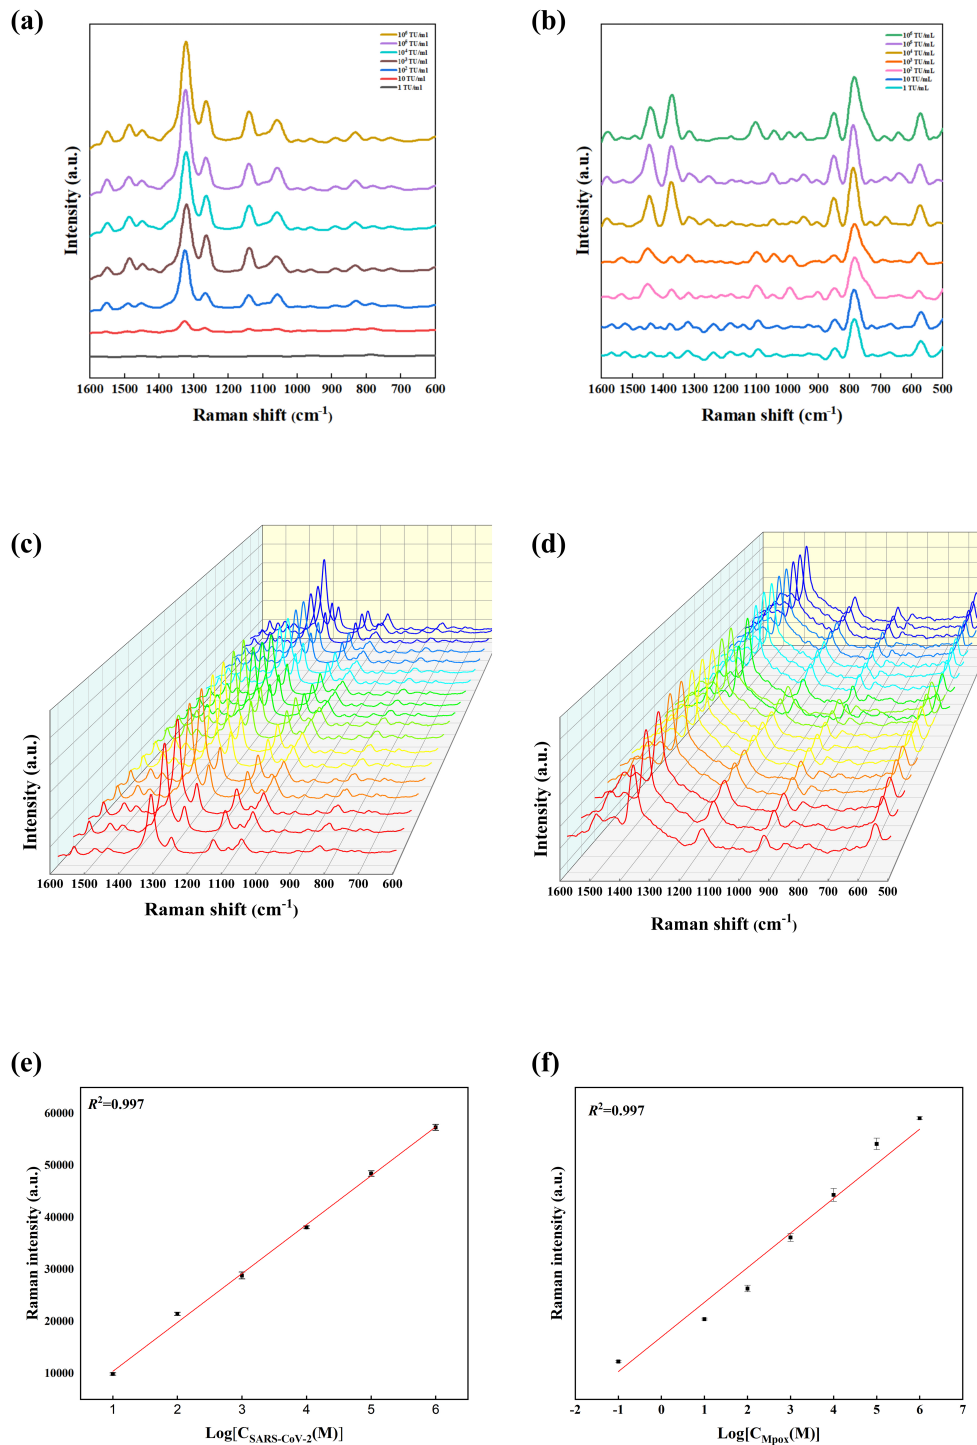 (a)
10⁶ TU/ml
10⁶ TU/ml
10⁴ TU/ml
10³ TU/ml
10² TU/ml
10 TU/ml
1 TU/ml
Intensity (a.u.)
1600 1500 1400 1300 1200 1100 1000 900 800 700 600
Raman shift (cm⁻¹)
(b)
10⁶ TU/mL
10⁵ TU/mL
10⁴ TU/mL
10³ TU/mL
10² TU/mL
10 TU/mL
1 TU/mL
Intensity (a.u.)
1600 1500 1400 1300 1200 1100 1000 900 800 700 600 500
Raman shift (cm⁻¹)
(c)
Intensity (a.u.)
1600 1500 1400 1300 1200 1100 1000 900 800 700 600
Raman shift (cm⁻¹)
(d)
Intensity (a.u.)
1600 1500 1400 1300 1200 1100 1000 900 800 700 600 500
Raman shift (cm⁻¹)
(e)
R²=0.997
Raman intensity (a.u.)
60000
50000
40000
30000
20000
10000
1 2 3 4 5 6
Log[C_SARS-CoV-2(M)]
(f)
R²=0.997
Raman intensity (a.u.)
-2 -1 0 1 2 3 4 5 6 7
Log[C_Mpox(M)]